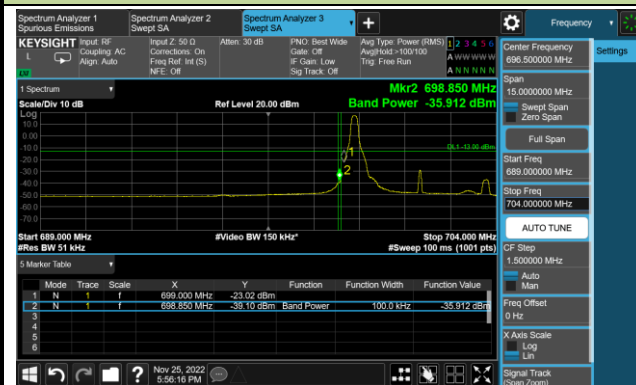 Spectrum Analyzer 1
Spurious Emissions
Spectrum Analyzer 2
Swept SA
Spectrum Analyzer 3
Swept SA
+
Frequency
KEYSIGHT
L
LV
Input: RF
Coupling: AC
Align: Auto
Input Z: 50 Ω
Corrections: On
Freq Ref: Int (S)
NFE: Off
Atten: 30 dB
PNO: Best Wide
Gate: Off
IF Gain: Low
Sig Track: Off
Avg Type: Power (RMS)
Avg|Hold:>100/100
Trig: Free Run
1 2 3 4 5 6
A W W W W W
A N N N N N
1 Spectrum
Scale/Div 10 dB
Log
Ref Level 20.00 dBm
Mkr2 698.850 MHz
Band Power -35.912 dBm
10.0
0.00
-10.0
-20.0
-30.0
-40.0
-50.0
-60.0
-70.0
DL1 -13.00 dBm
1
2
Start 689.000 MHz
#Res BW 51 kHz
#Video BW 150 kHz*
Stop 704.000 MHz
#Sweep 100 ms (1001 pts)
5 Marker Table
Mode Trace Scale X Y Function Function Width Function Value
1 N 1 f 699.000 MHz -23.02 dBm
2 N 1 f 698.850 MHz -39.10 dBm Band Power 100.0 kHz -35.912 dBm
3
4
5
6
Nov 25, 2022
5:56:16 PM
Center Frequency
696.500000 MHz
Settings
Span
15.0000000 MHz
Swept Span
Zero Span
Full Span
Start Freq
689.000000 MHz
Stop Freq
704.000000 MHz
AUTO TUNE
CF Step
1.500000 MHz
Auto
Man
Freq Offset
0 Hz
X Axis Scale
Log
Lin
Signal Track
(Span Zoom)